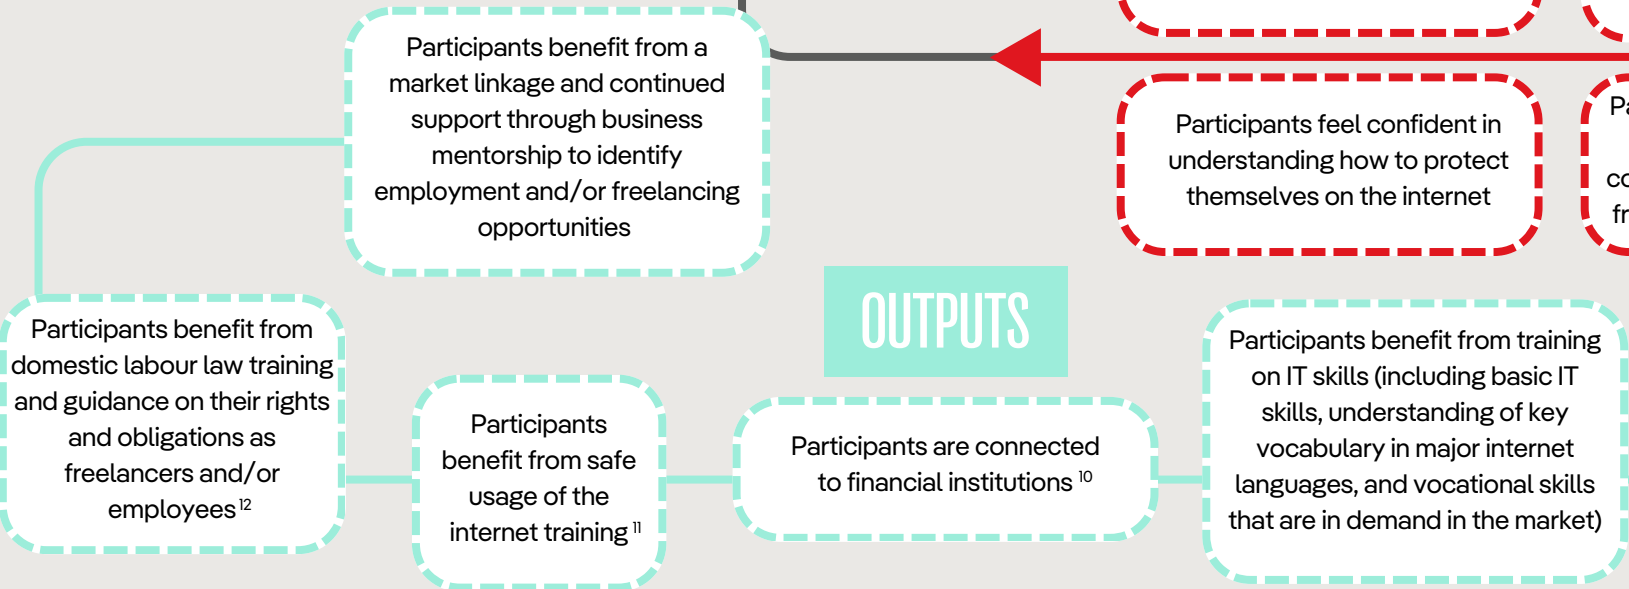 Participants benefit from a
market linkage and continued
support through business
mentorship to identify
employment and/or freelancing
opportunities
Participants feel confident in
understanding how to protect
themselves on the internet
OUTPUTS
Participants benefit from
domestic labour law training
and guidance on their rights
and obligations as
freelancers and/or
employees 12
Participants
benefit from safe
usage of the
internet training 11
Participants are connected
to financial institutions 10
Participants benefit from training
on IT skills (including basic IT
skills, understanding of key
vocabulary in major internet
languages, and vocational skills
that are in demand in the market)